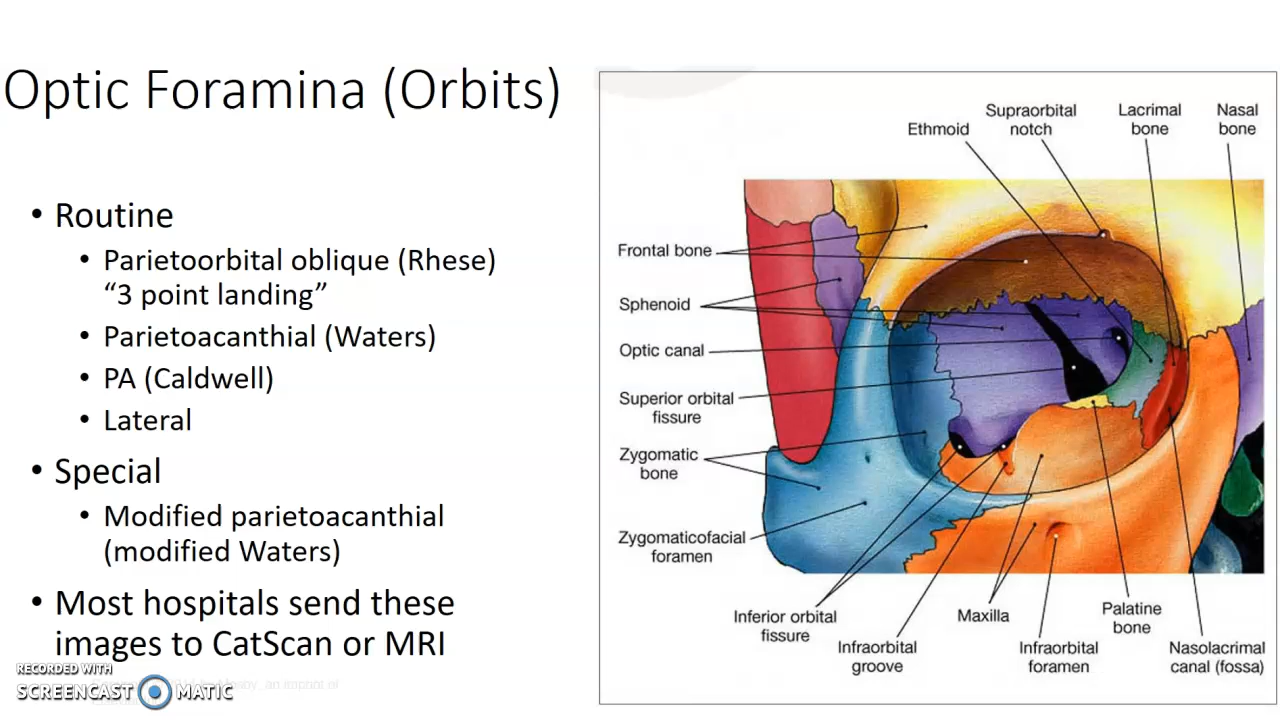 Optic Foramina (Orbits)
• Routine
• Parietoorbital oblique (Rhese)
“3 point landing”
• Parietoacanthial (Waters)
• PA (Caldwell)
• Lateral
• Special
• Modified parietoacanthial
(modified Waters)
• Most hospitals send these
images to CatScan or MRI
RECORDED WITH
SCREENCAST MATIC
Ethmoid
Supraorbital
notch
Lacrimal
bone
Nasal
bone
Frontal bone
Sphenoid
Optic canal
Superior orbital
fissure
Zygomatic
bone
Zygomaticofacial
foramen
Inferior orbital
fissure
Infraorbital
groove
Maxilla
Infraorbital
foramen
Palatine
bone
Nasolacrimal
canal (fossa)